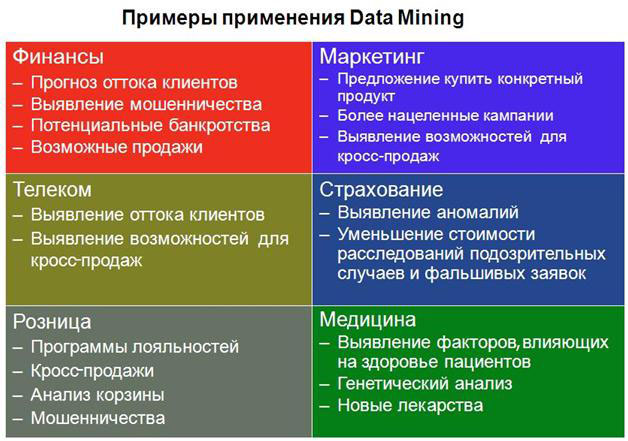 Примеры применения Data Mining
Финансы
– Прогноз оттока клиентов
– Выявление мошенничества
– Потенциальные банкротства
– Возможные продажи
Маркетинг
– Предложение купить конкретный
продукт
– Более нацеленные кампании
– Выявление возможностей для
кросс-продаж
Телеком
– Выявление оттока клиентов
– Выявление возможностей для
кросс-продаж
Страхование
– Выявление аномалий
– Уменьшение стоимости
расследований подозрительных
случаев и фальшивых заявок
Розница
– Программы лояльностей
– Кросс-продажи
– Анализ корзины
– Мошенничества
Медицина
– Выявление факторов,влияющих
на здоровье пациентов
– Генетический анализ
– Новые лекарства